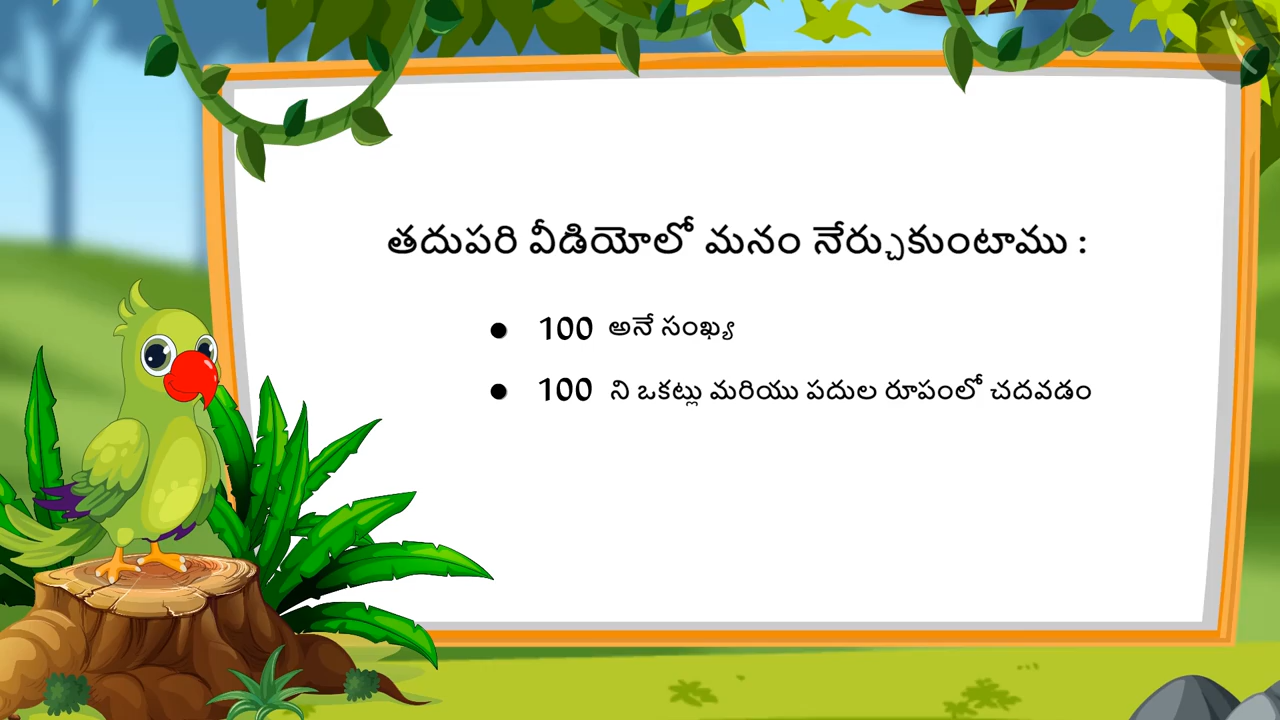 తదుపరి వీడియోలో మనం నేర్చుకుంటాము :
● 100 అనే సంఖ్య
● 100 ని ఒకట్లు మరియు పదుల రూపంలో చదవడం